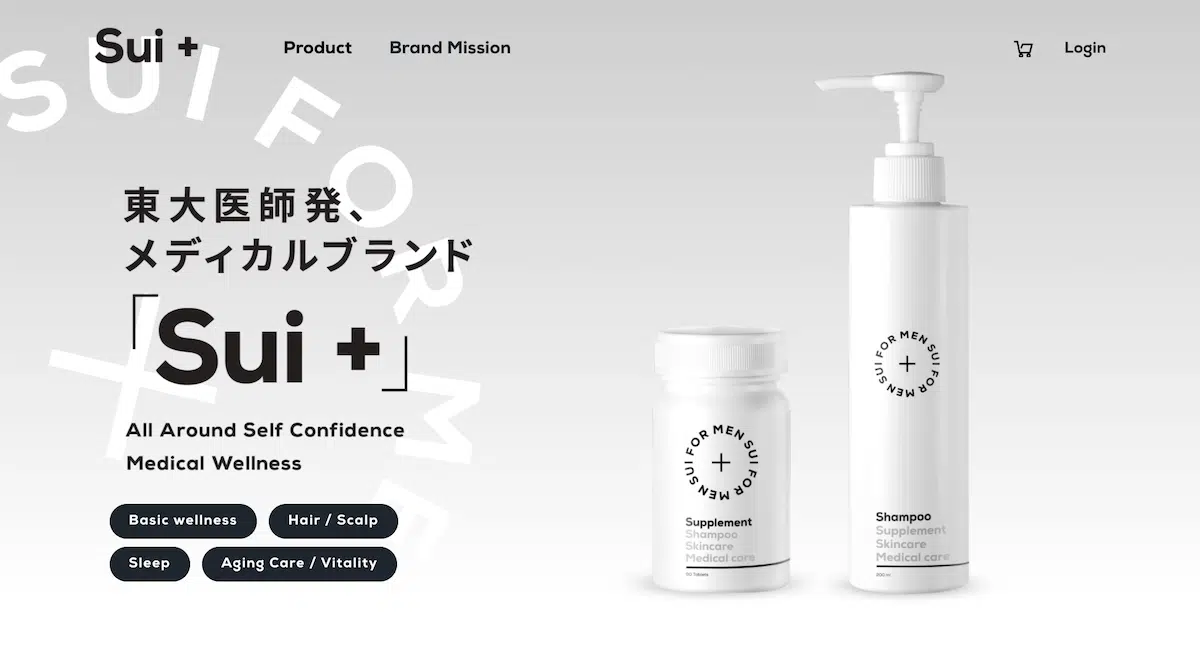 Sui +
Product
Brand Mission
Login
SUI FOR ME
東大医師発、
メディカルブランド
「Sui +」
All Around Self Confidence
Medical Wellness
Basic wellness
Hair / Scalp
Sleep
Aging Care / Vitality
SUI FOR MEN SUI FOR MEN
Supplement
Shampoo
Skincare
Medical care
SUI FOR MEN SUI FOR MEN
Shampoo
Supplement
Skincare
Medical care